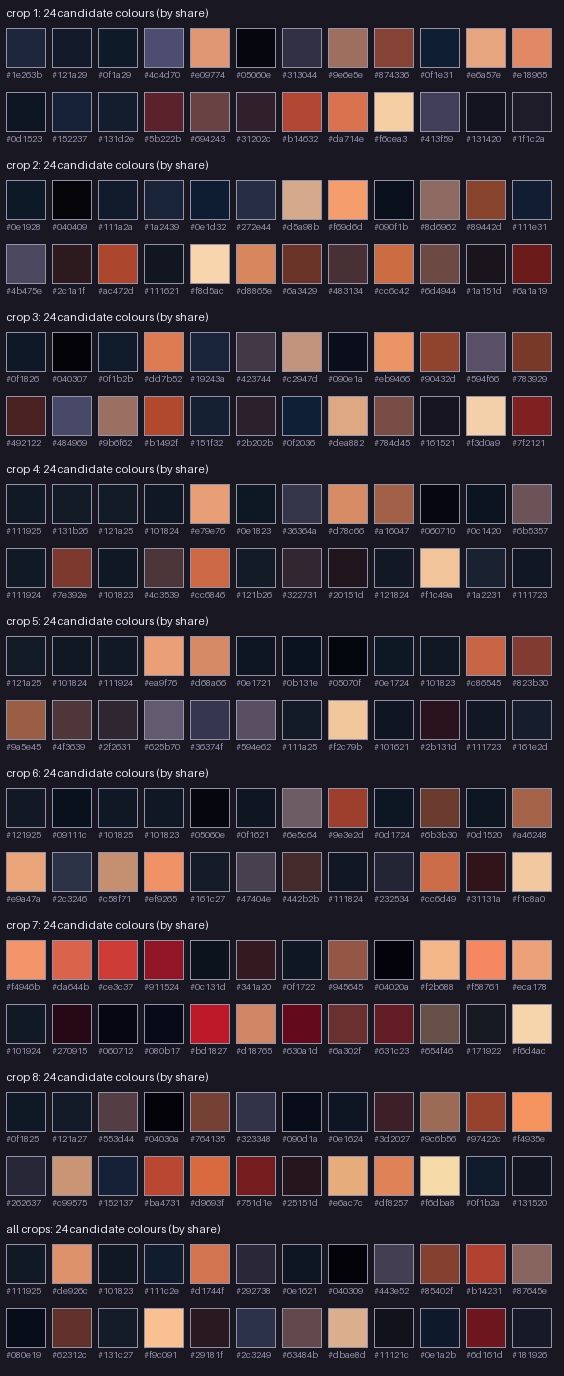 crop 1: 24 candidate colours (by share)
#1e263b #121a29 #0f1a29 #4c4d70 #e09774 #05060e #313044 #9e6e5e #874336 #0f1e31 #e6a57e #e18965
#0d1523 #152237 #131d2e #5b222b #694243 #31202c #b14632 #da714e #f6cea3 #413f59 #131420 #1f1c2a
crop 2: 24 candidate colours (by share)
#0e1928 #040409 #111a2a #1a2439 #0e1d32 #272e44 #d5a98b #f69d6d #090f1b #8d6962 #89442d #111e31
#4b475e #2c1a1f #ac472d #111621 #f8d5ac #d8865e #6a3429 #483134 #cc6c42 #6d4944 #1a151d #6a1a19
crop 3: 24 candidate colours (by share)
#0f1826 #040307 #0f1b2b #dd7b52 #19243a #423744 #c2947d #090e1a #eb9466 #90432d #594f66 #783929
#492122 #484969 #9b6f62 #b1492f #151f32 #2b202b #0f2036 #dea882 #784d45 #161521 #f3d0a9 #7f2121
crop 4: 24 candidate colours (by share)
#111925 #131b26 #121a25 #101824 #e79e76 #0e1823 #36364a #d78c66 #a16047 #060710 #0c1420 #6b5357
#111924 #7e392e #101823 #4c3539 #cc6846 #121b26 #322731 #20151d #121824 #f1c49a #1a2231 #111723
crop 5: 24 candidate colours (by share)
#121a25 #101824 #111924 #ea9f76 #d68a66 #0e1721 #0b131e #05070f #0e1724 #101823 #c86545 #823b30
#9a5e45 #4f3639 #2f2631 #625b70 #36374f #594e62 #111a25 #f2c79b #101621 #2b131d #111723 #161e2d
crop 6: 24 candidate colours (by share)
#121925 #09111c #101825 #101823 #05060e #0f1621 #6e5c64 #9e3e2d #0d1724 #6b3b30 #0d1520 #a46248
#e9a47a #2c3246 #c58f71 #ef9265 #161c27 #47404e #442b2b #111824 #232534 #cc6d49 #31131a #f1c8a0
crop 7: 24 candidate colours (by share)
#f4946b #da644b #ce3c37 #911524 #0c131d #341a20 #0f1722 #945645 #04020a #f2b688 #f58761 #eca178
#101924 #270915 #060712 #080b17 #bd1827 #d18765 #630a1d #6a302f #631c23 #654f46 #171922 #f6d4ac
crop 8: 24 candidate colours (by share)
#0f1825 #121a27 #553d44 #04030a #764135 #323348 #090d1a #0e1624 #3d2027 #9c6b56 #97422c #f4935e
#262637 #c99575 #152137 #ba4731 #d9693f #751d1e #25151d #e6ac7c #df8257 #f6dba8 #0f1b2a #131520
all crops: 24 candidate colours (by share)
#111925 #de926c #101823 #111c2e #d1744f #292738 #0e1621 #040309 #443e52 #85402f #b14231 #87645e
#080e19 #62312c #131c27 #f9c091 #29181f #2c3249 #63484b #dbae8d #11121c #0e1a2b #6d161d #181926